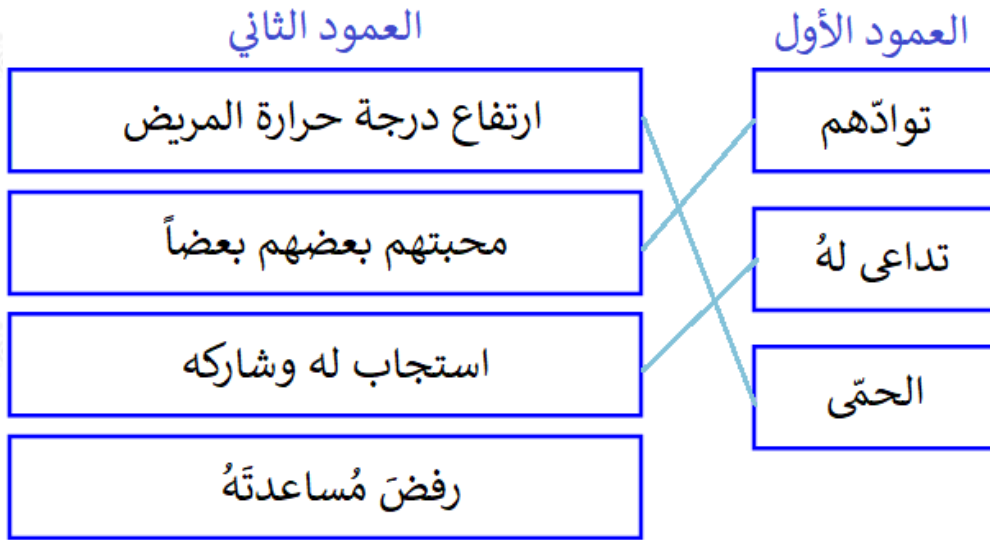 العمود الأول
العمود الثاني
توادّهم
ارتفاع درجة حرارة المريض
تداعى لهُ
محبتهم بعضهم بعضاً
الحمّى
استجاب له وشاركه
رفضَ مُساعدتَهُ